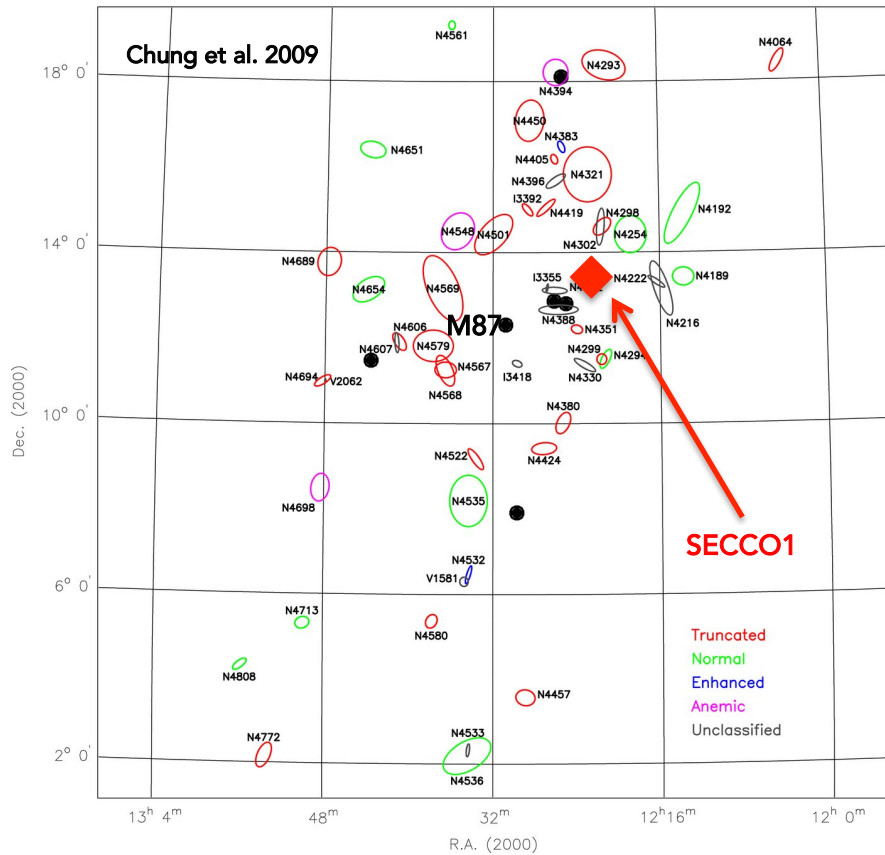 Chung et al. 2009
N4561
N4064
18° 0'
N4293
N4394
N4450
N4383
N4651
N4405
N4321
N4396
I3392
N4192
N4419
N4298
14° 0'
N4548
N4501
N4254
N4302
N4689
N4654
N4569
I3355
N4222
N4189
N4388
N4216
M87
N4606
N4351
N4607
N4579
N4299
N4294
N4567
N4694
V2062
N4568
I3418
N4330
Dec. (2000)
10° 0'
N4380
N4522
N4424
N4698
N4535
SECCO1
N4532
V1581
6° 0'
N4713
N4580
Truncated
Normal
N4808
Enhanced
N4457
Anemic
N4772
N4533
Unclassified
2° 0'
N4536
13h 4m
48m
32m
12h 16m
12h 0m
R.A. (2000)